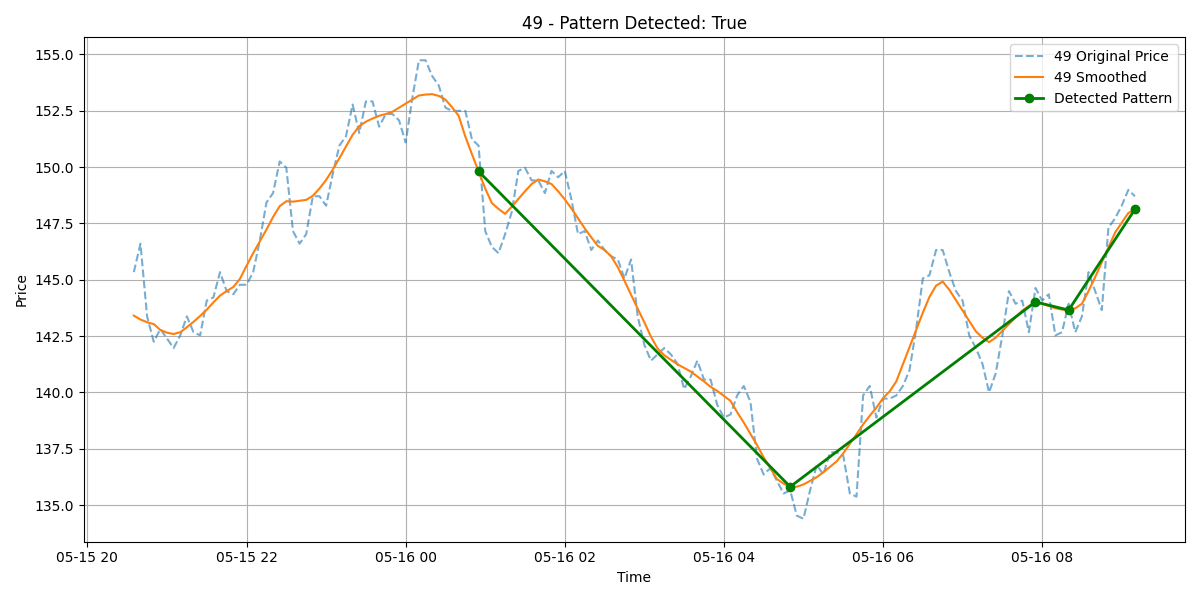 49 - Pattern Detected: True
49 Original Price
49 Smoothed
Detected Pattern
Price
155.0
152.5
150.0
147.5
145.0
142.5
140.0
137.5
135.0
05-15 20 05-15 22 05-16 00 05-16 02 05-16 04 05-16 06 05-16 08
Time